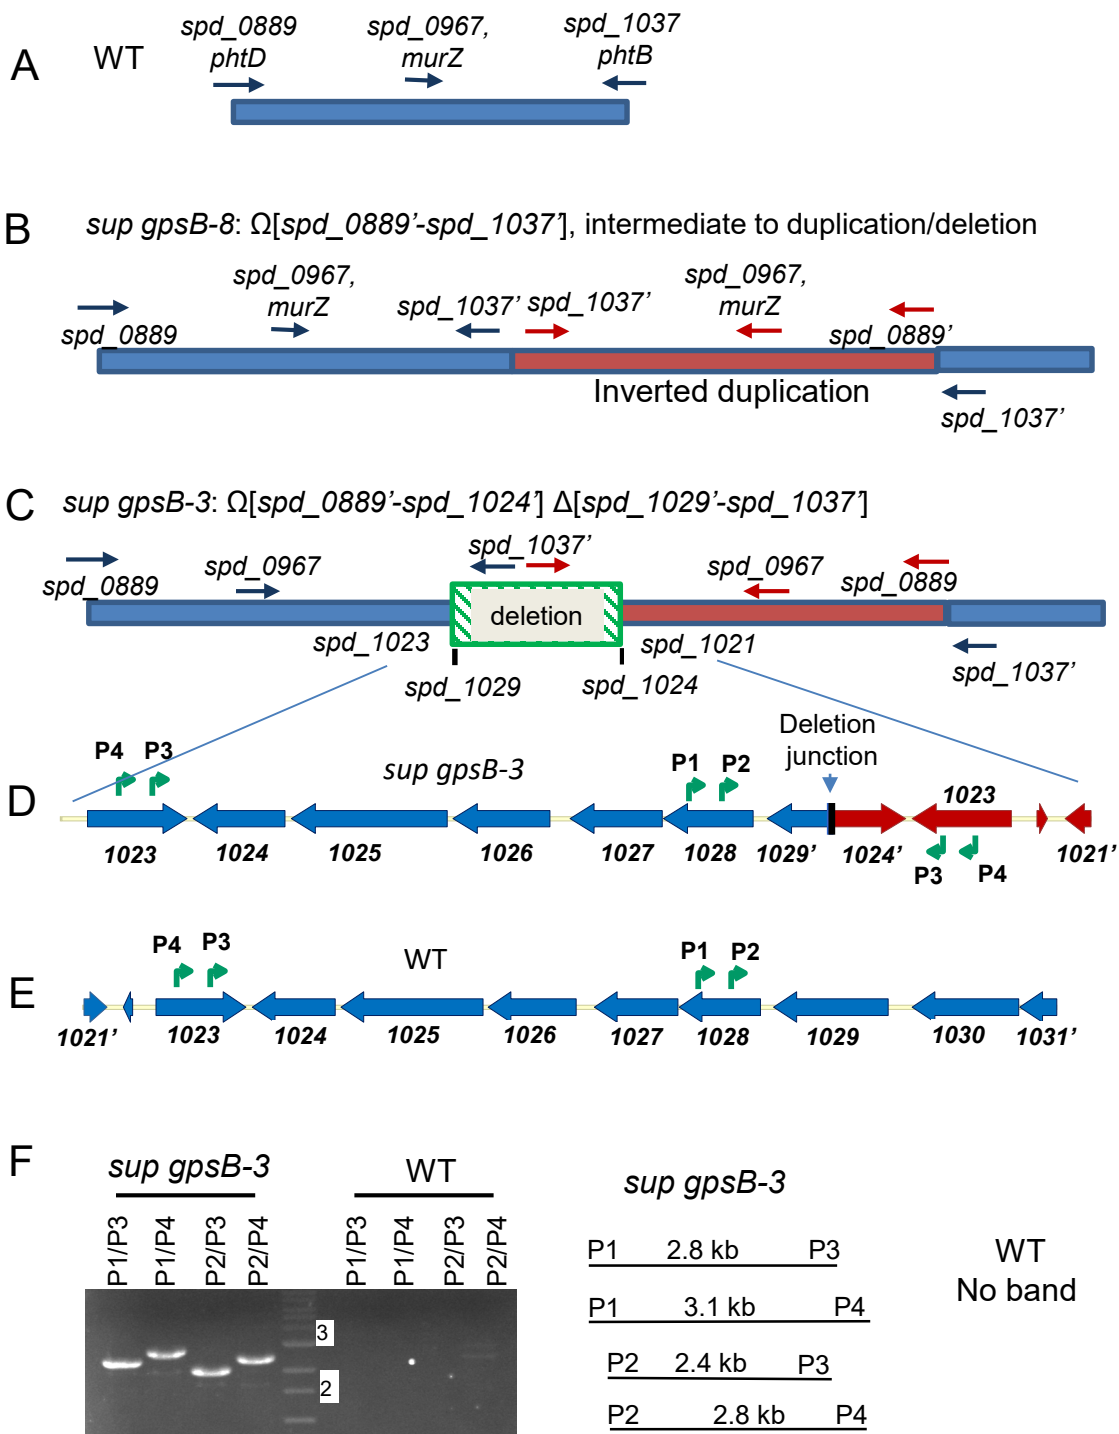 A
WT
spd_0889
phtD
spd_0967,
murZ
spd_1037
phtB
B
sup gpsB-8: Ω[spd_0889’-spd_1037’], intermediate to duplication/deletion
spd_0967,
murZ
spd_0967,
murZ
spd_0889
spd_1037’
spd_1037’
spd_0889’
Inverted duplication
spd_1037’
C
sup gpsB-3: Ω[spd_0889’-spd_1024’] Δ[spd_1029’-spd_1037’]
spd_1037’
spd_0889
spd_0967
spd_0967
spd_0889
deletion
spd_1023
spd_1021
spd_1029
spd_1024
spd_1037’
Deletion
junction
P4
P3
sup gpsB-3
P1
P2
D
1023
1023
1024
1025
1026
1027
1028
1029’
1024’
1021’
P3
P4
P4
P3
WT
P1
P2
E
1021’
1023
1024
1025
1026
1027
1028
1029
1030
1031’
F
sup gpsB-3
WT
P1/P3
P1/P4
P2/P3
P2/P4
P1/P3
P1/P4
P2/P3
P2/P4
3
2
sup gpsB-3
P1 2.8 kb P3
P1 3.1 kb P4
P2 2.4 kb P3
P2 2.8 kb P4
WT
No band